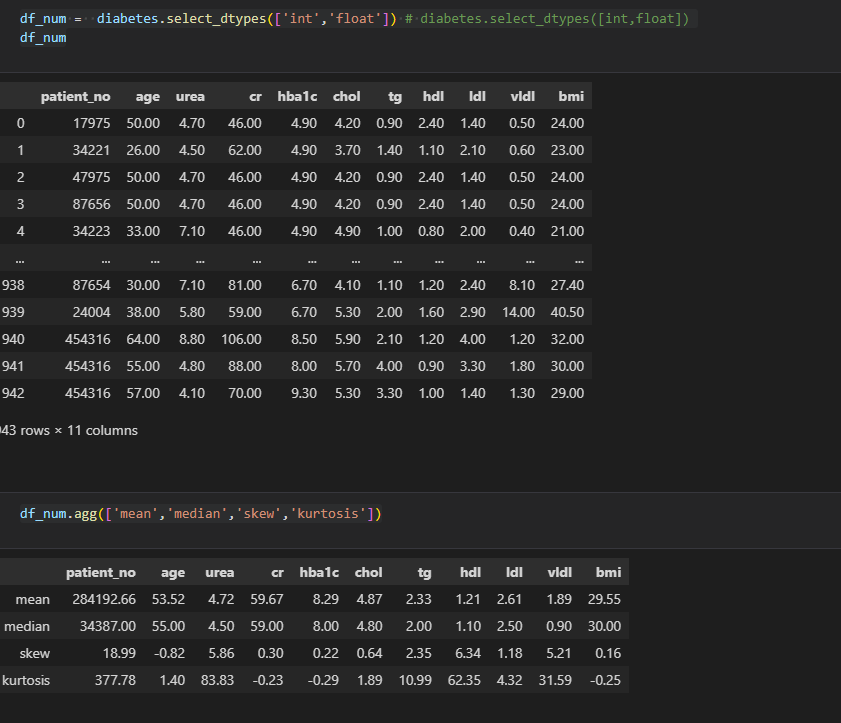 df_num = diabetes.select_dtypes(['int','float']) # diabetes.select_dtypes([int,float])
df_num
patient_no age urea cr hba1c chol tg hdl ldl vldl bmi
0 17975 50.00 4.70 46.00 4.90 4.20 0.90 2.40 1.40 0.50 24.00
1 34221 26.00 4.50 62.00 4.90 3.70 1.40 1.10 2.10 0.60 23.00
2 47975 50.00 4.70 46.00 4.90 4.20 0.90 2.40 1.40 0.50 24.00
3 87656 50.00 4.70 46.00 4.90 4.20 0.90 2.40 1.40 0.50 24.00
4 34223 33.00 7.10 46.00 4.90 4.90 1.00 0.80 2.00 0.40 21.00
... ... ... ... ... ... ... ... ... ... ... ...
938 87654 30.00 7.10 81.00 6.70 4.10 1.10 1.20 2.40 8.10 27.40
939 24004 38.00 5.80 59.00 6.70 5.30 2.00 1.60 2.90 14.00 40.50
940 454316 64.00 8.80 106.00 8.50 5.90 2.10 1.20 4.00 1.20 32.00
941 454316 55.00 4.80 88.00 8.00 5.70 4.00 0.90 3.30 1.80 30.00
942 454316 57.00 4.10 70.00 9.30 5.30 3.30 1.00 1.40 1.30 29.00
43 rows × 11 columns
df_num.agg(['mean','median','skew','kurtosis'])
patient_no age urea cr hba1c chol tg hdl ldl vldl bmi
mean 284192.66 53.52 4.72 59.67 8.29 4.87 2.33 1.21 2.61 1.89 29.55
median 34387.00 55.00 4.50 59.00 8.00 4.80 2.00 1.10 2.50 0.90 30.00
skew 18.99 -0.82 5.86 0.30 0.22 0.64 2.35 6.34 1.18 5.21 0.16
kurtosis 377.78 1.40 83.83 -0.23 -0.29 1.89 10.99 62.35 4.32 31.59 -0.25